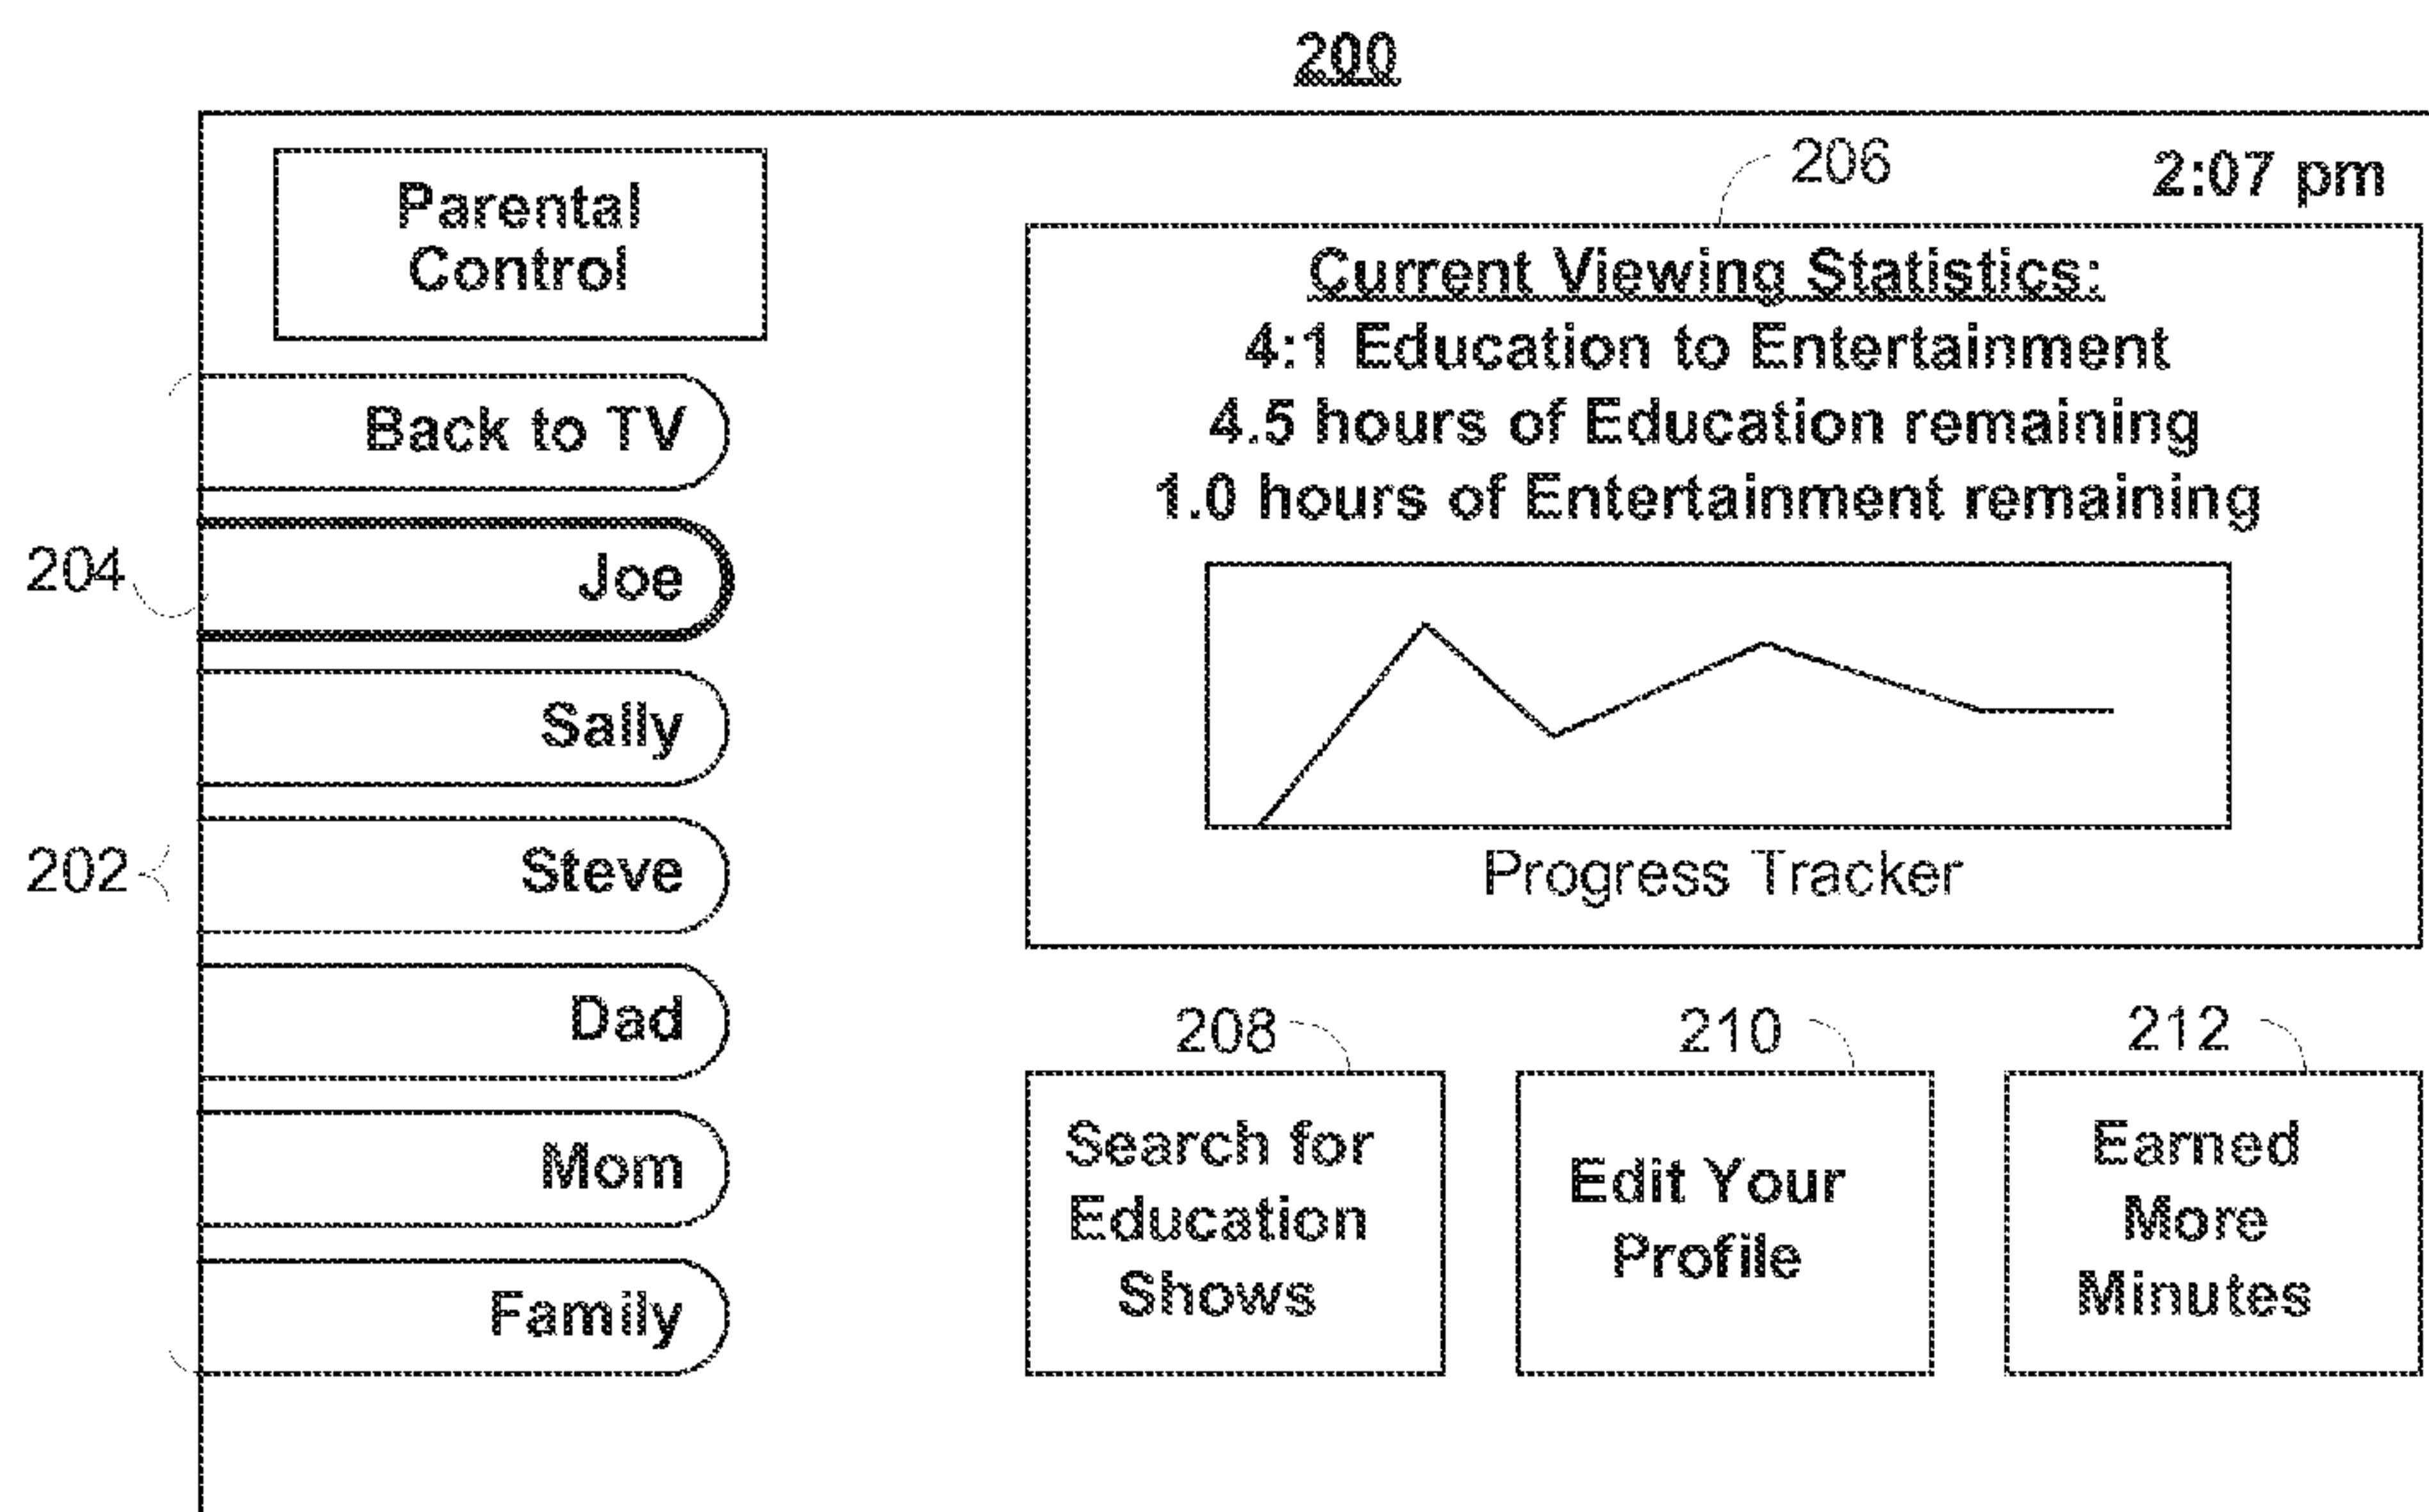 200
Parental
Control
206
2:07 pm
Current Viewing Statistics:
4:1 Education to Entertainment
4.5 hours of Education remaining
1.0 hours of Entertainment remaining
Progress Tracker
Back to TV
204
Joe
Sally
202
Steve
Dad
Mom
Family
208
Search for
Education
Shows
210
Edit Your
Profile
212
Earned
More
Minutes